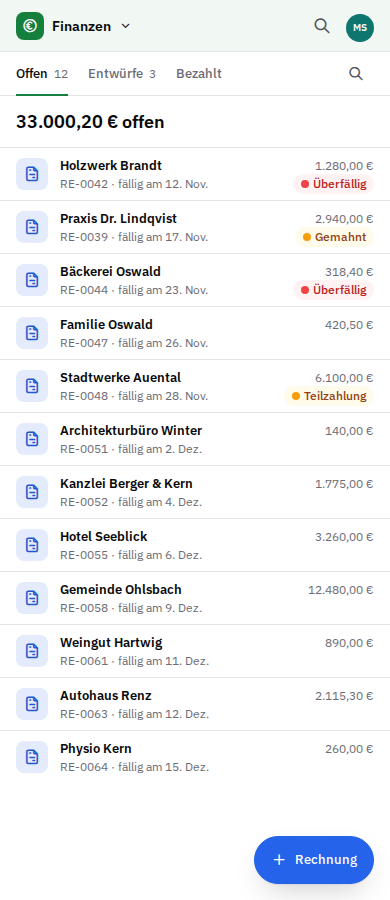 € Finanzen MS
Offen 12 Entwürfe 3 Bezahlt
33.000,20 € offen
Holzwerk Brandt 1.280,00 €
RE-0042 · fällig am 12. Nov. Überfällig
Praxis Dr. Lindqvist 2.940,00 €
RE-0039 · fällig am 17. Nov. Gemahnt
Bäckerei Oswald 318,40 €
RE-0044 · fällig am 23. Nov. Überfällig
Familie Oswald 420,50 €
RE-0047 · fällig am 26. Nov.
Stadtwerke Auental 6.100,00 €
RE-0048 · fällig am 28. Nov. Teilzahlung
Architekturbüro Winter 140,00 €
RE-0051 · fällig am 2. Dez.
Kanzlei Berger & Kern 1.775,00 €
RE-0052 · fällig am 4. Dez.
Hotel Seeblick 3.260,00 €
RE-0055 · fällig am 6. Dez.
Gemeinde Ohlsbach 12.480,00 €
RE-0058 · fällig am 9. Dez.
Weingut Hartwig 890,00 €
RE-0061 · fällig am 11. Dez.
Autohaus Renz 2.115,30 €
RE-0063 · fällig am 12. Dez.
Physio Kern 260,00 €
RE-0064 · fällig am 15. Dez.
+ Rechnung